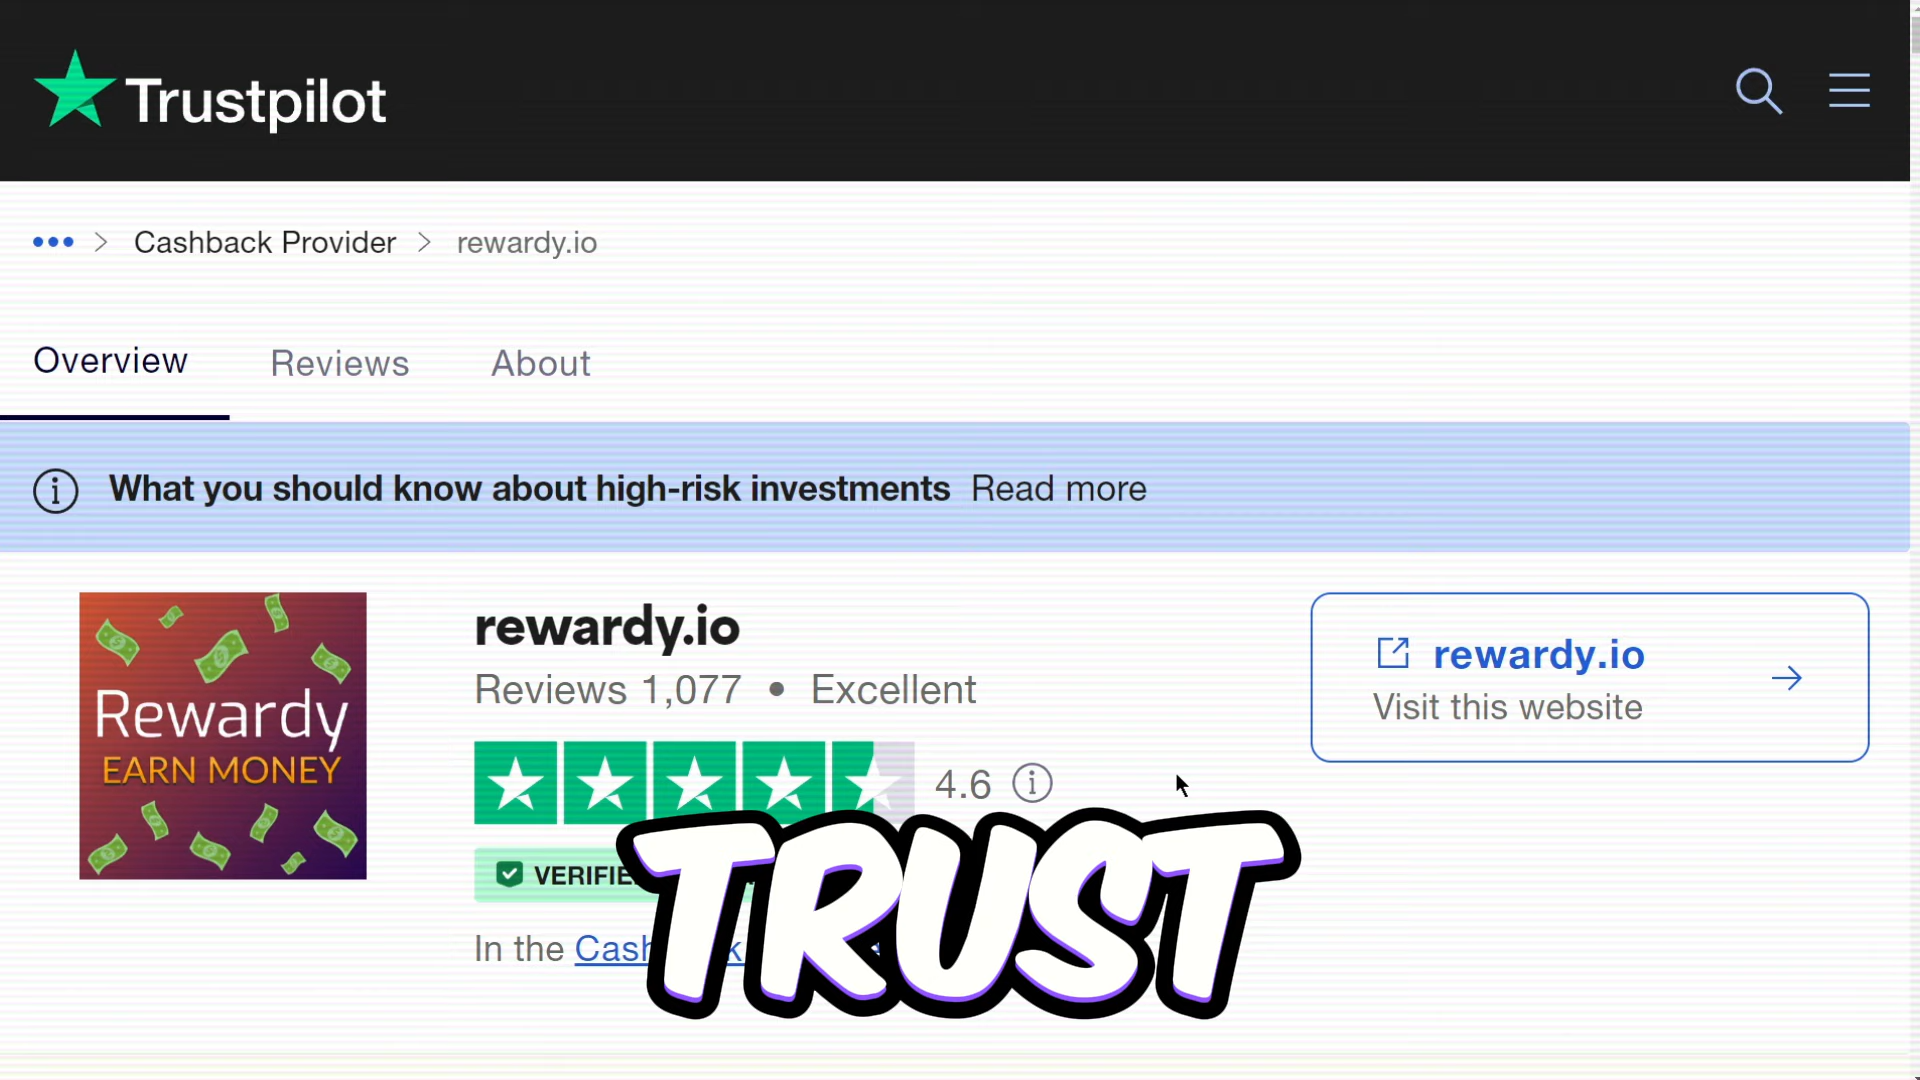 Trustpilot
Cashback Provider
rewardy.io
Overview
Reviews
About
What you should know about high-risk investments Read more
Rewardy
EARN MONEY
rewardy.io
Reviews 1,077 • Excellent
4.6
rewardy.io
Visit this website
In the
TRUST